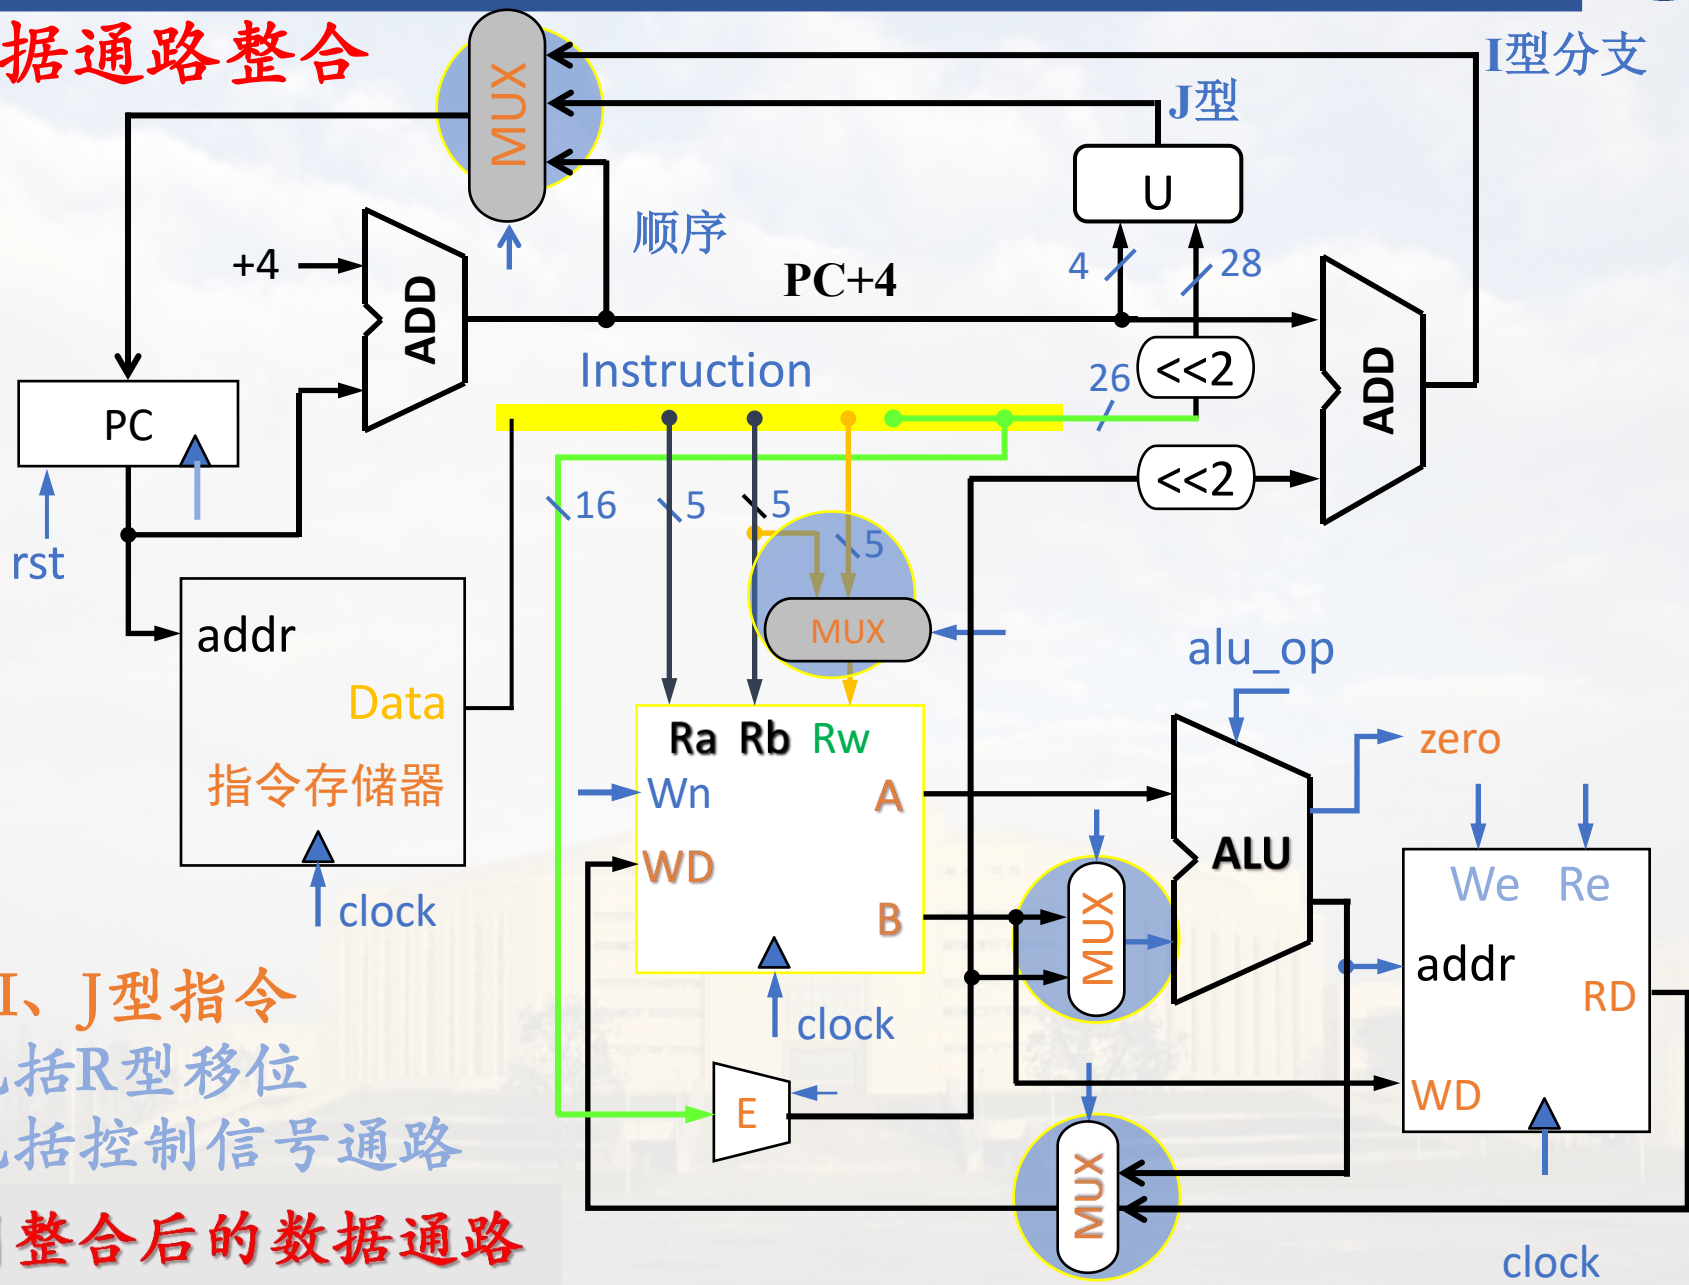 据通路整合
MUX
I型分支
J型
U
顺序
+4
ADD
PC+4
4
28
<<2
Instruction
26
ADD
PC
<<2
16
5
5
5
rst
addr
MUX
alu_op
Data
Ra Rb Rw
zero
指令存储器
Wn
A
ALU
WD
We Re
MUX
clock
B
addr
RD
I、J型指令
clock
括R型移位
WD
E
括控制信号通路
MUX
整合后的数据通路
clock